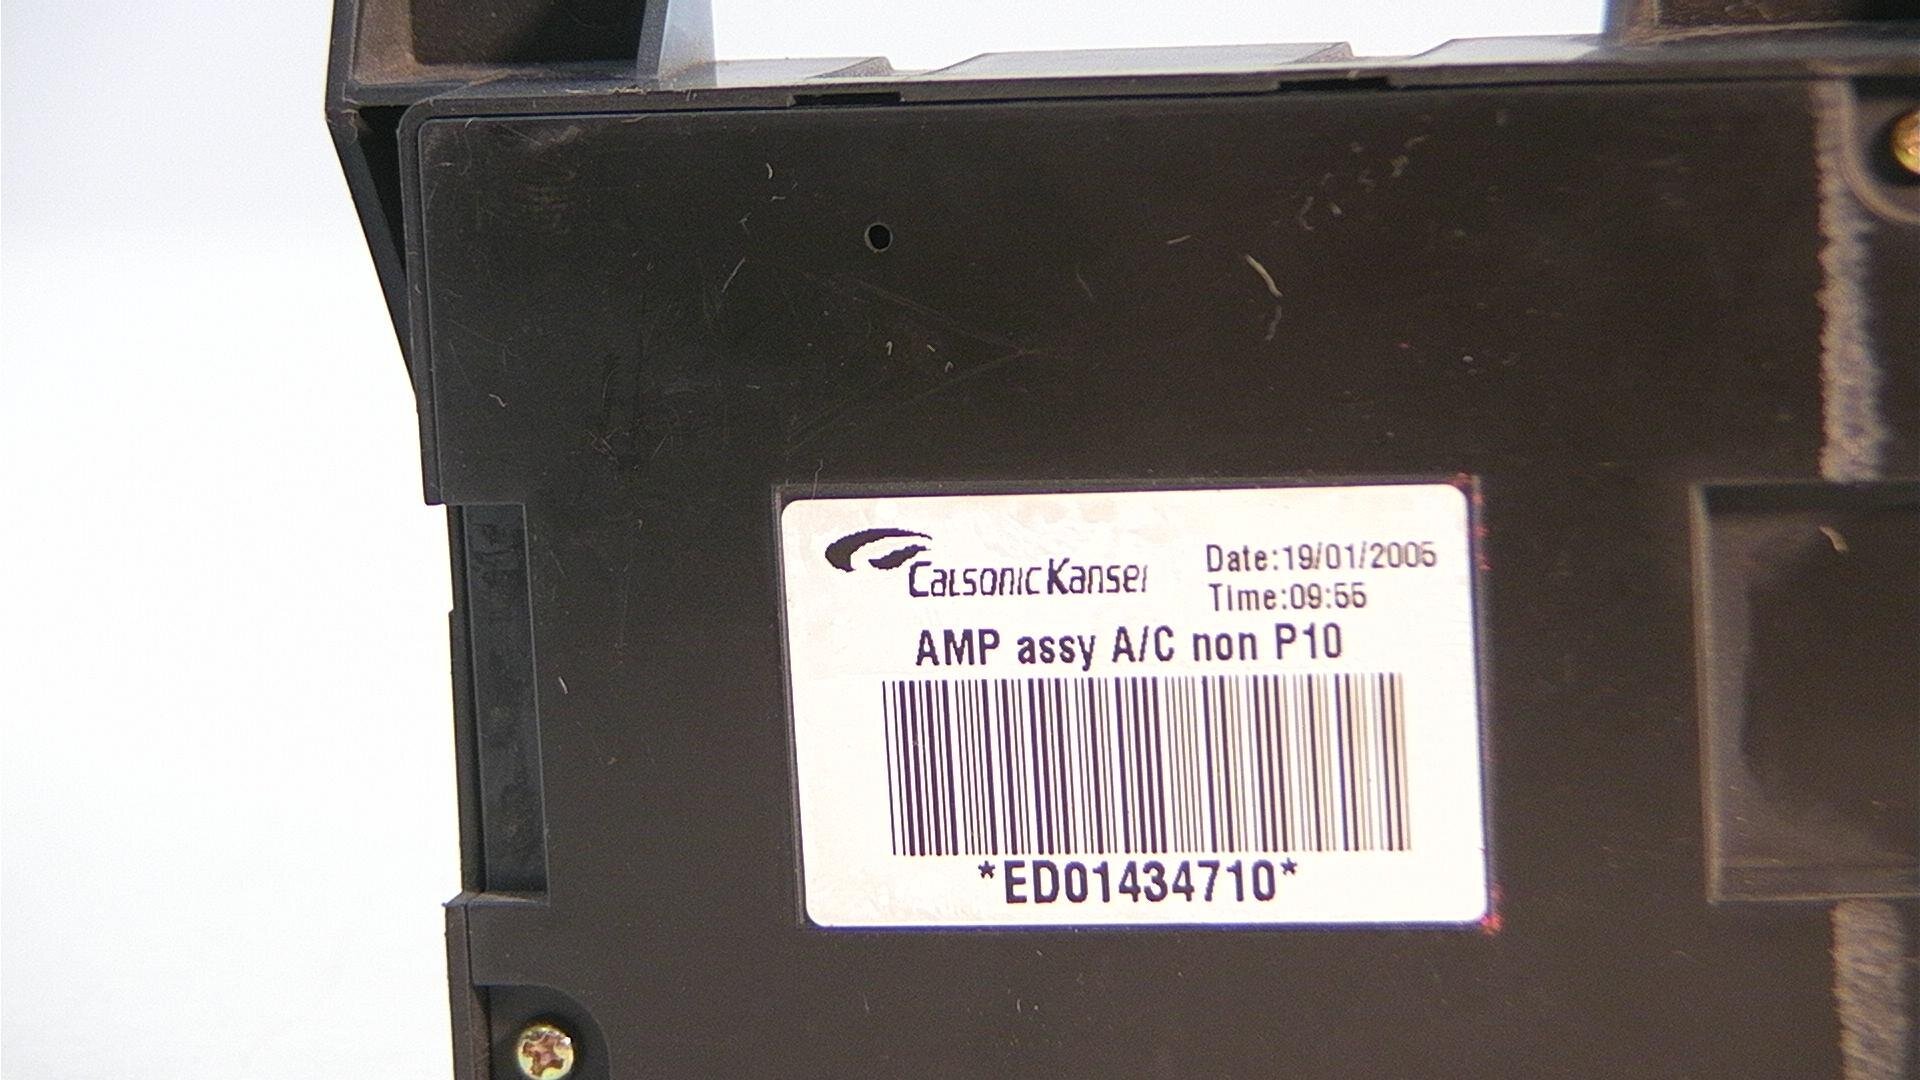 CalsonicKansei
Date:19/01/2005
Time:09:55
AMP assy A/C non P10
*ED01434710*